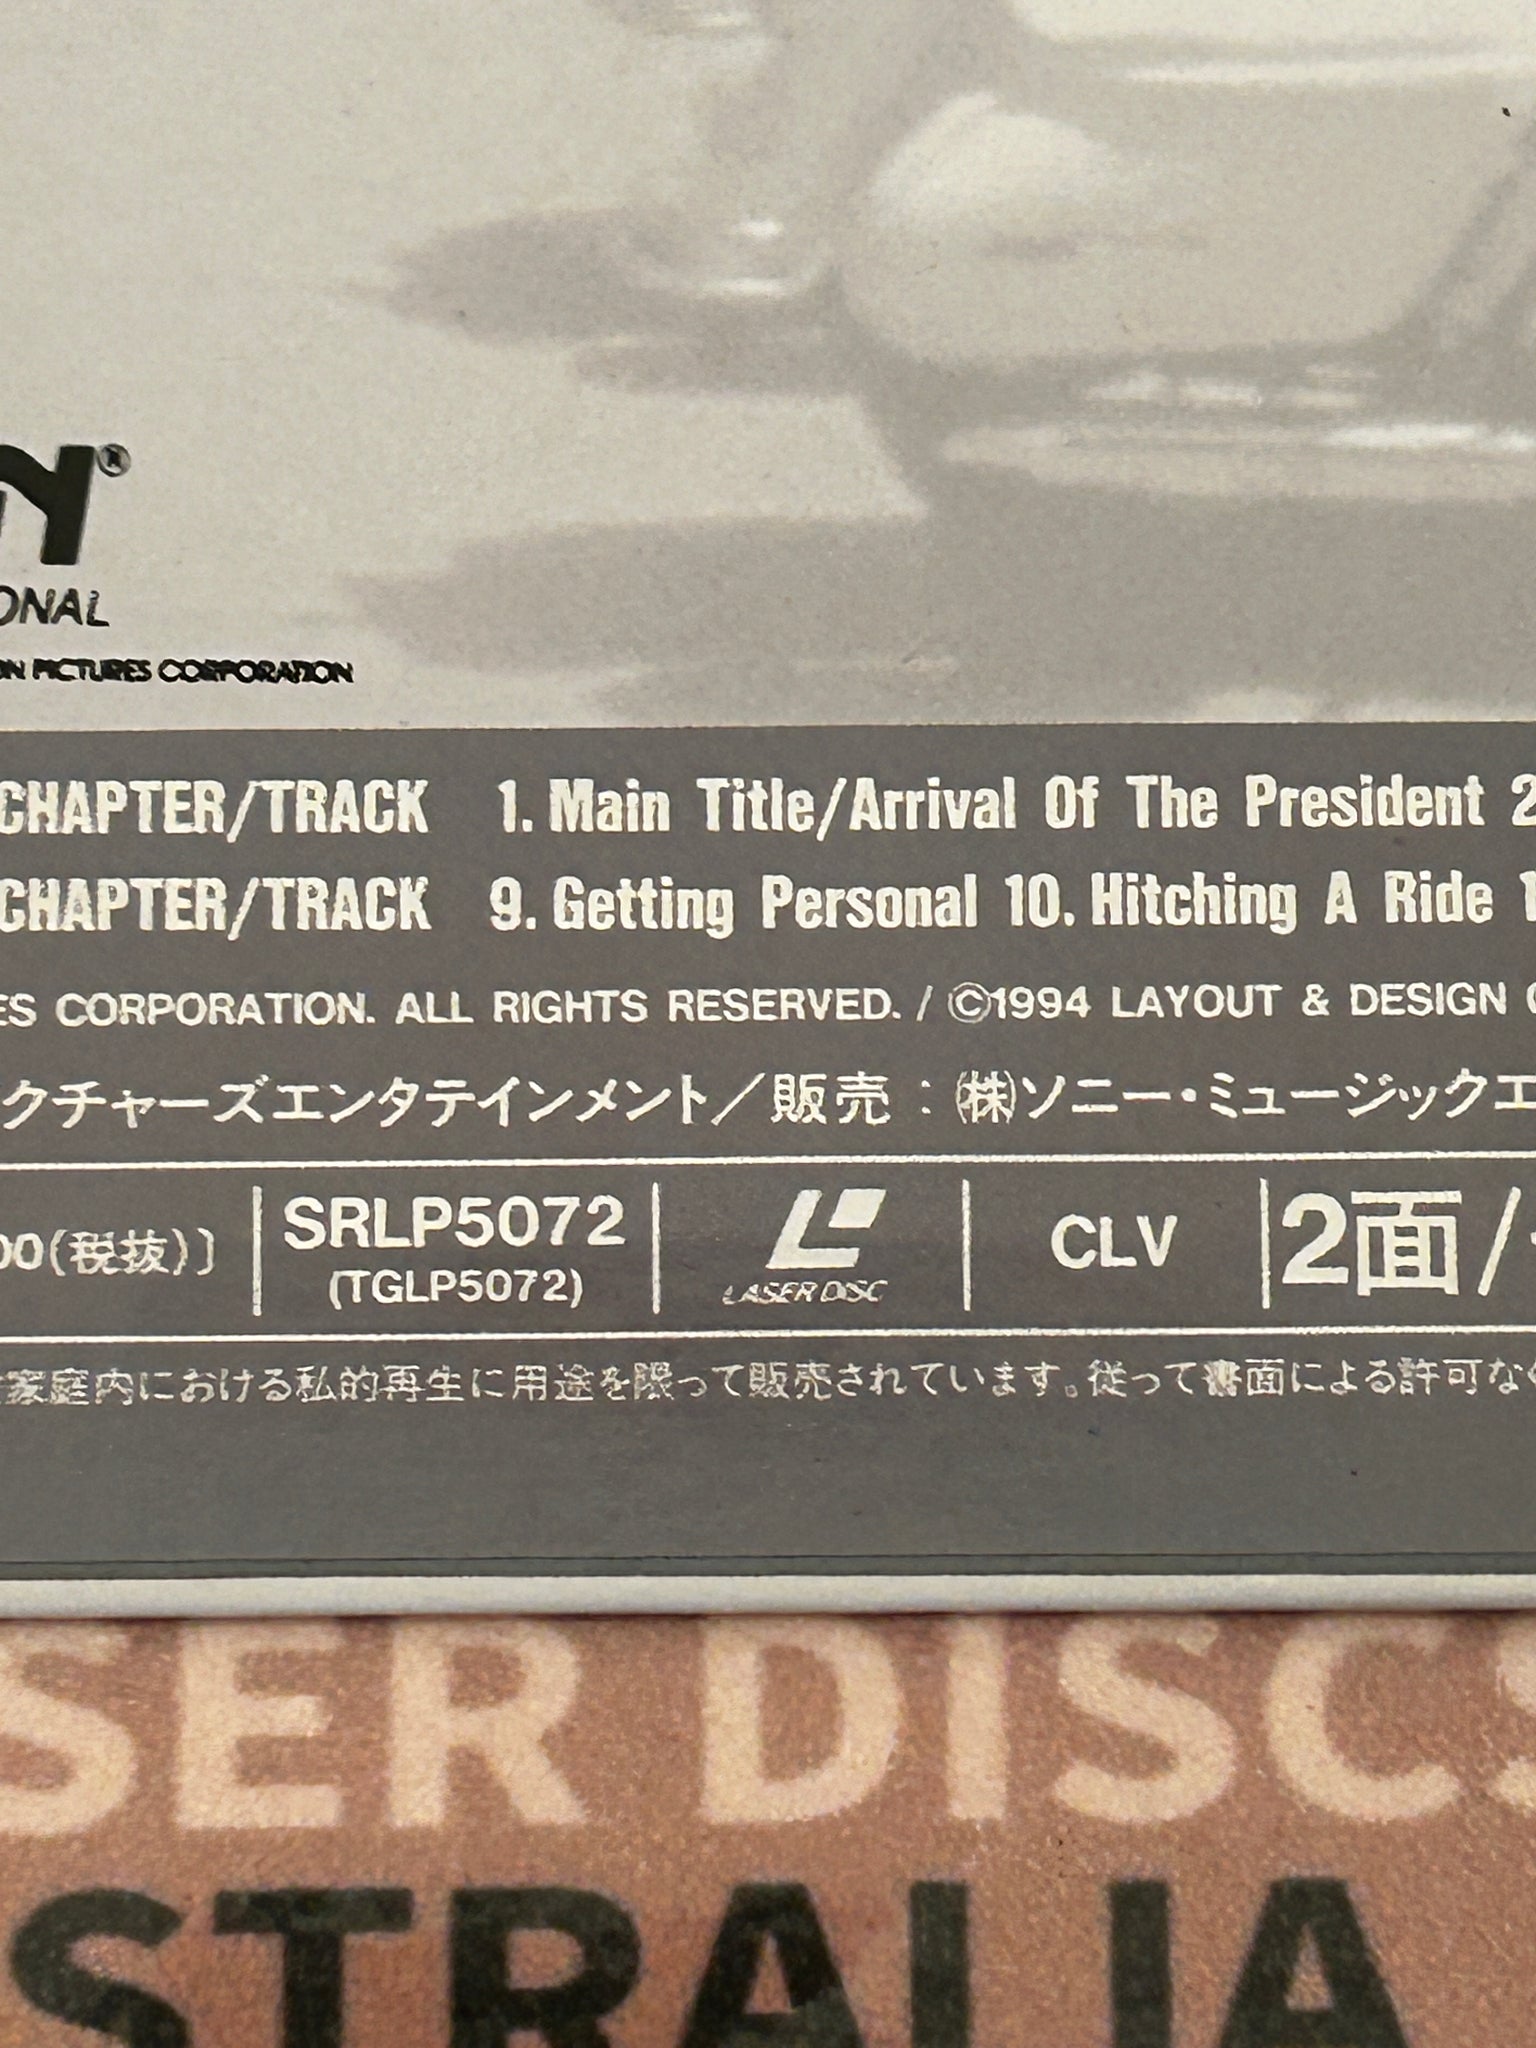 ®
ONAL
ON PICTURES CORPORATION
CHAPTER/TRACK 1. Main Title/Arrival Of The President 2
CHAPTER/TRACK 9. Getting Personal 10. Hitching A Ride 1
ES CORPORATION. ALL RIGHTS RESERVED. / ©1994 LAYOUT & DESIGN
クチャーズエンタテインメント／販売：㈱ソニー・ミュージックエ
00(税抜)〕 SRLP5072 LASERDISC CLV 2面/
(TGLP5072)
家庭内における私的再生に用途を限って販売されています。従って書面による許可なく
SER DISCS
STRALIA